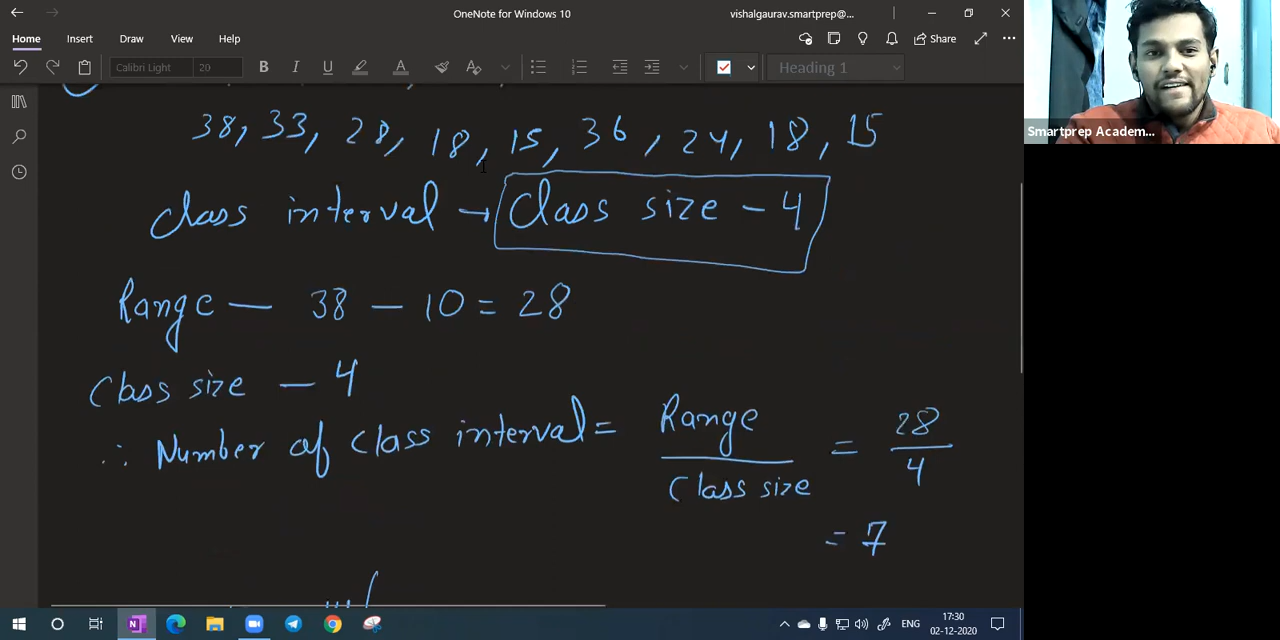 OneNote for Windows 10
vishalgaurav.smartprep@...
Home Insert Draw View Help
Share
Calibri Light 20 B I U A Heading 1
38, 33, 28, 18, 15, 36, 24, 18, 15
Class interval → Class size - 4
Range — 38 - 10 = 28
Class size — 4
∴ Number of class interval = Range / Class size = 28 / 4
= 7
Smartprep Academ...
ENG
17:30
02-12-2020